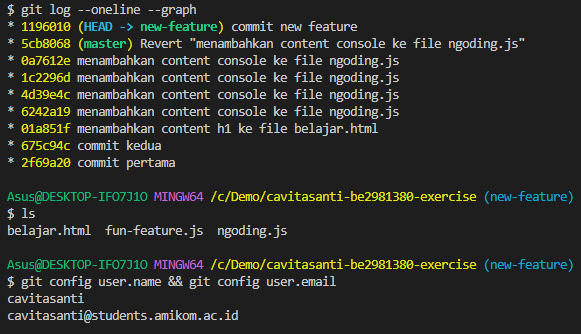 $ git log --oneline --graph
* 1196010 (HEAD -> new-feature) commit new feature
* 5cb8068 (master) Revert "menambahkan content console ke file ngoding.js"
* 0a7612e menambahkan content console ke file ngoding.js
* 1c2296d menambahkan content console ke file ngoding.js
* 4d39e4c menambahkan content console ke file ngoding.js
* 6242a19 menambahkan content console ke file ngoding.js
* 01a851f menambahkan content h1 ke file belajar.html
* 675c94c commit kedua
* 2f69a20 commit pertama
Asus@DESKTOP-IFO7J1O MINGW64 /c/Demo/cavitasanti-be2981380-exercise (new-feature)
$ ls
belajar.html  fun-feature.js  ngoding.js
Asus@DESKTOP-IFO7J1O MINGW64 /c/Demo/cavitasanti-be2981380-exercise (new-feature)
$ git config user.name && git config user.email
cavitasanti
cavitasanti@students.amikom.ac.id